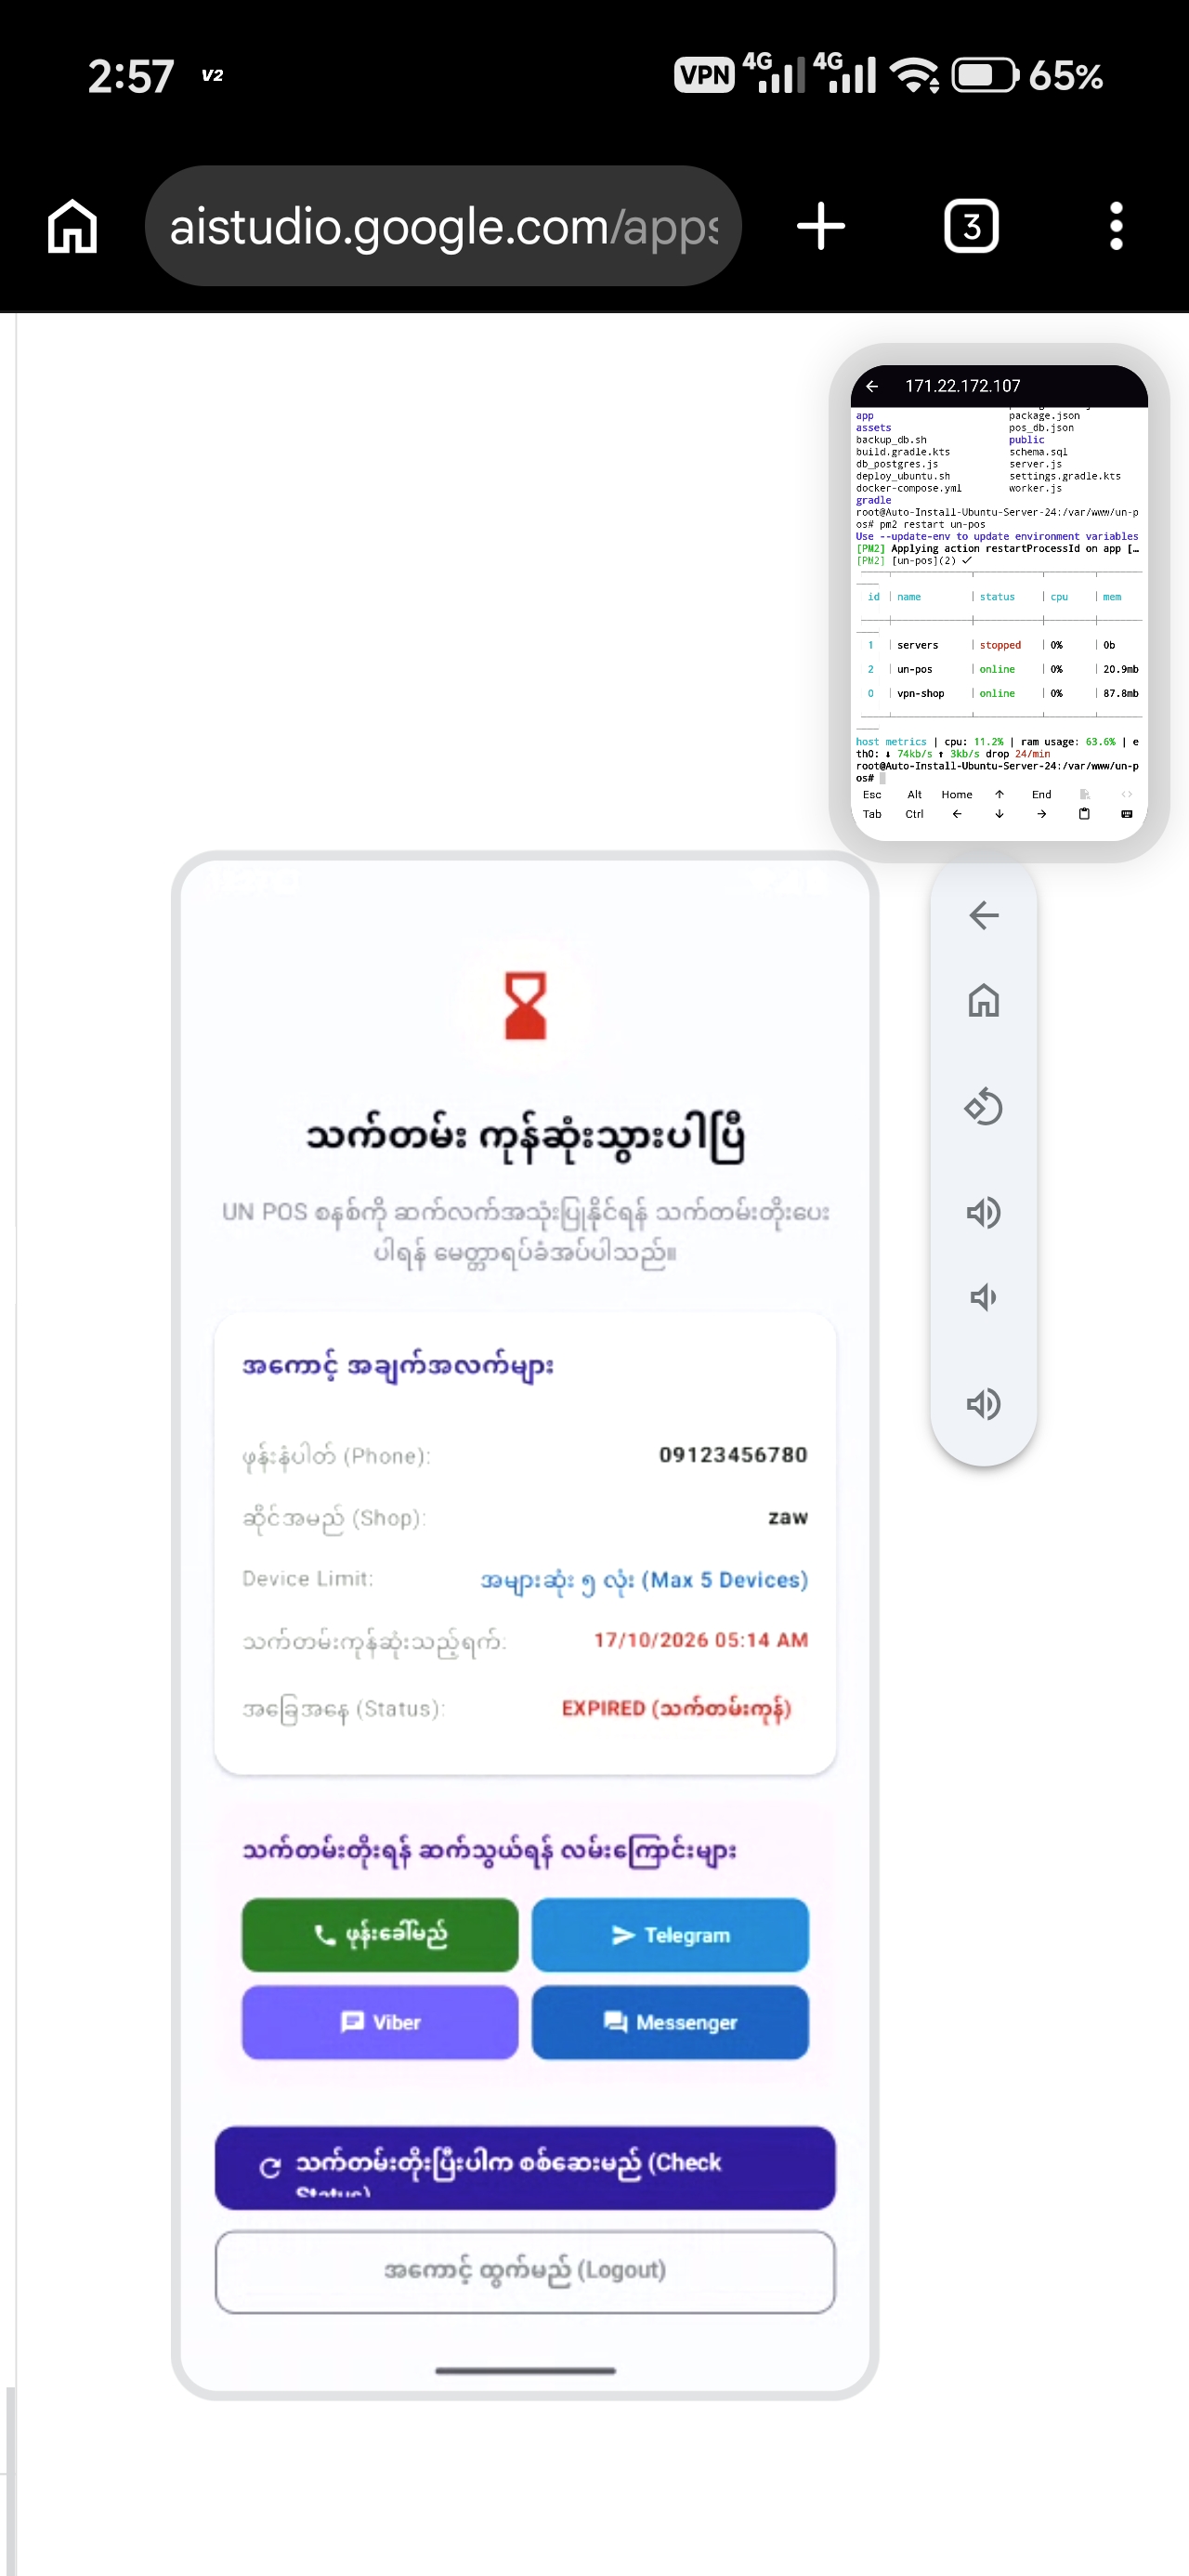 2:57 V2 VPN 4G 4G 65%
aistudio.google.com/apps
3
171.22.172.107
app package.json
assets pos_db.json
backup_db.sh public
build.gradle.kts schema.sql
db_postgres.js server.js
deploy_ubuntu.sh settings.gradle.kts
docker-compose.yml worker.js
gradle
root@Auto-Install-Ubuntu-Server-24:/var/www/un-p
os# pm2 restart un-pos
Use --update-env to update environment variables
[PM2] Applying action restartProcessId on app […
[PM2] [un-pos](2) ✓
id | name | status | cpu | mem
1 | servers | stopped | 0% | 0b
2 | un-pos | online | 0% | 20.9mb
0 | vpn-shop | online | 0% | 87.8mb
host metrics | cpu: 11.2% | ram usage: 63.6% | e
th0: ⬇ 74kb/s ⬆ 3kb/s drop 24/min
root@Auto-Install-Ubuntu-Server-24:/var/www/un-p
os#
Esc Alt Home ↑ End
Tab Ctrl ← ↓ →
သက်တမ်း ကုန်ဆုံးသွားပါပြီ
UN POS စနစ်ကို ဆက်လက်အသုံးပြုနိုင်ရန် သက်တမ်းတိုးပေး
ပါရန် မေတ္တာရပ်ခံအပ်ပါသည်။
အကောင့် အချက်အလက်များ
ဖုန်းနံပါတ် (Phone): 09123456780
ဆိုင်အမည် (Shop): zaw
Device Limit: အများဆုံး ၅ လုံး (Max 5 Devices)
သက်တမ်းကုန်ဆုံးသည့်ရက်: 17/10/2026 05:14 AM
အခြေအနေ (Status): EXPIRED (သက်တမ်းကုန်)
သက်တမ်းတိုးရန် ဆက်သွယ်ရန် လမ်းကြောင်းများ
ဖုန်းခေါ်မည် Telegram
Viber Messenger
သက်တမ်းတိုးပြီးပါက စစ်ဆေးမည် (Check
Status)
အကောင့် ထွက်မည် (Logout)